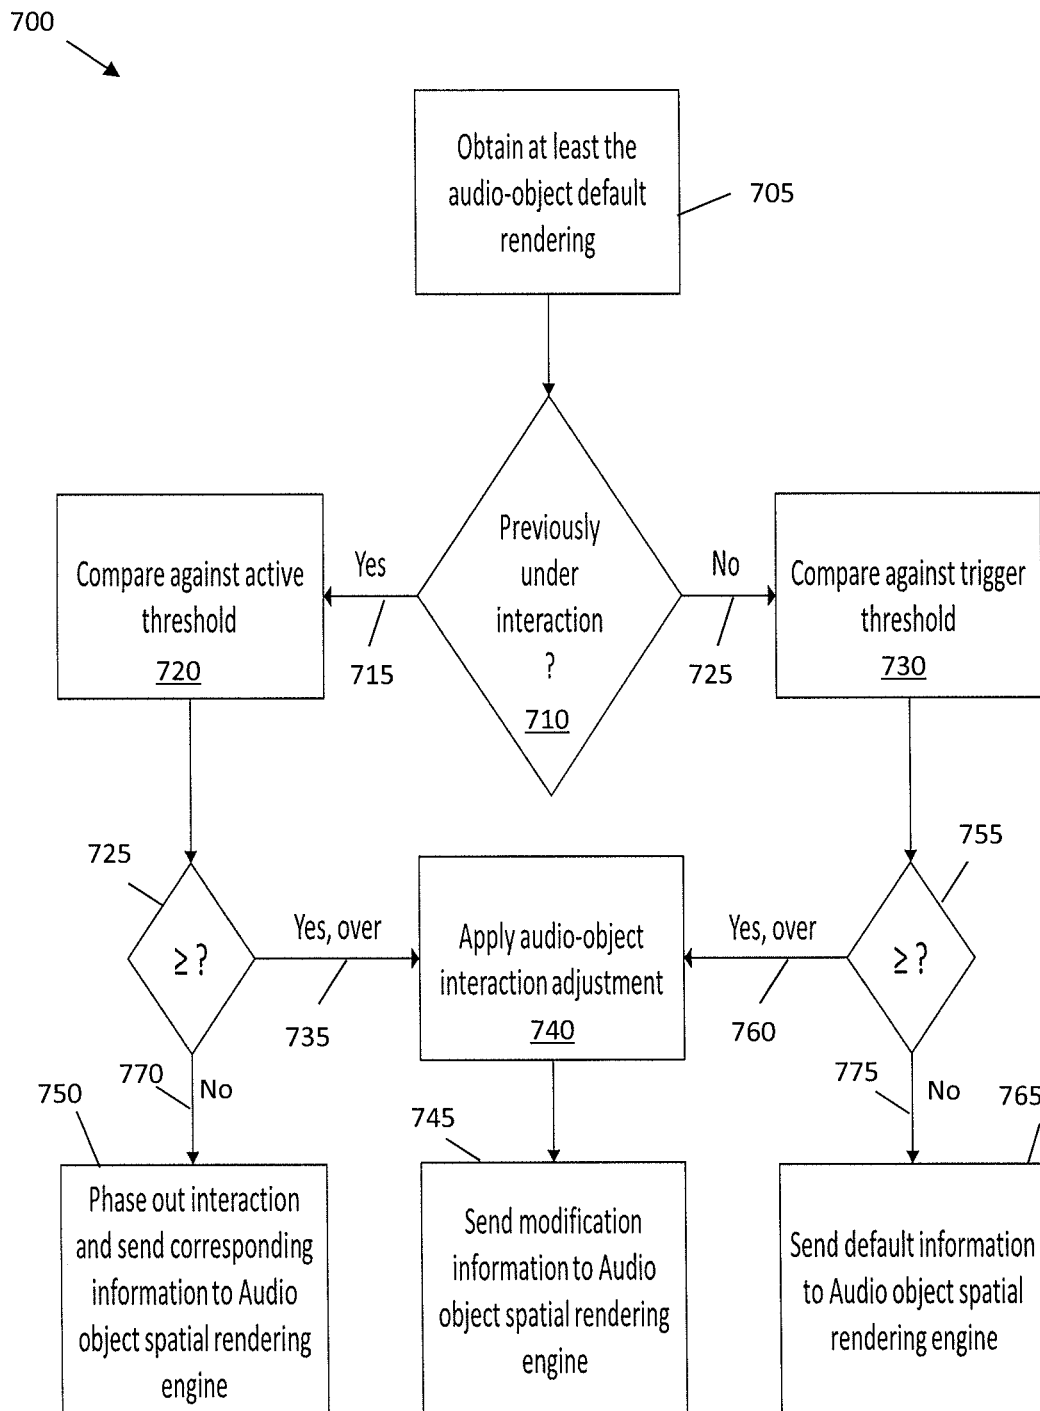 700
Obtain at least the
audio-object default
rendering
705
Previously
under
interaction
?
710
Yes
715
No
725
Compare against active
threshold
720
Compare against trigger
threshold
730
725
≥ ?
Yes, over
735
Apply audio-object
interaction adjustment
740
755
≥ ?
Yes, over
760
770
No
750
Phase out interaction
and send corresponding
information to Audio
object spatial rendering
engine
745
Send modification
information to Audio
object spatial rendering
engine
775
No
765
Send default information
to Audio object spatial
rendering engine